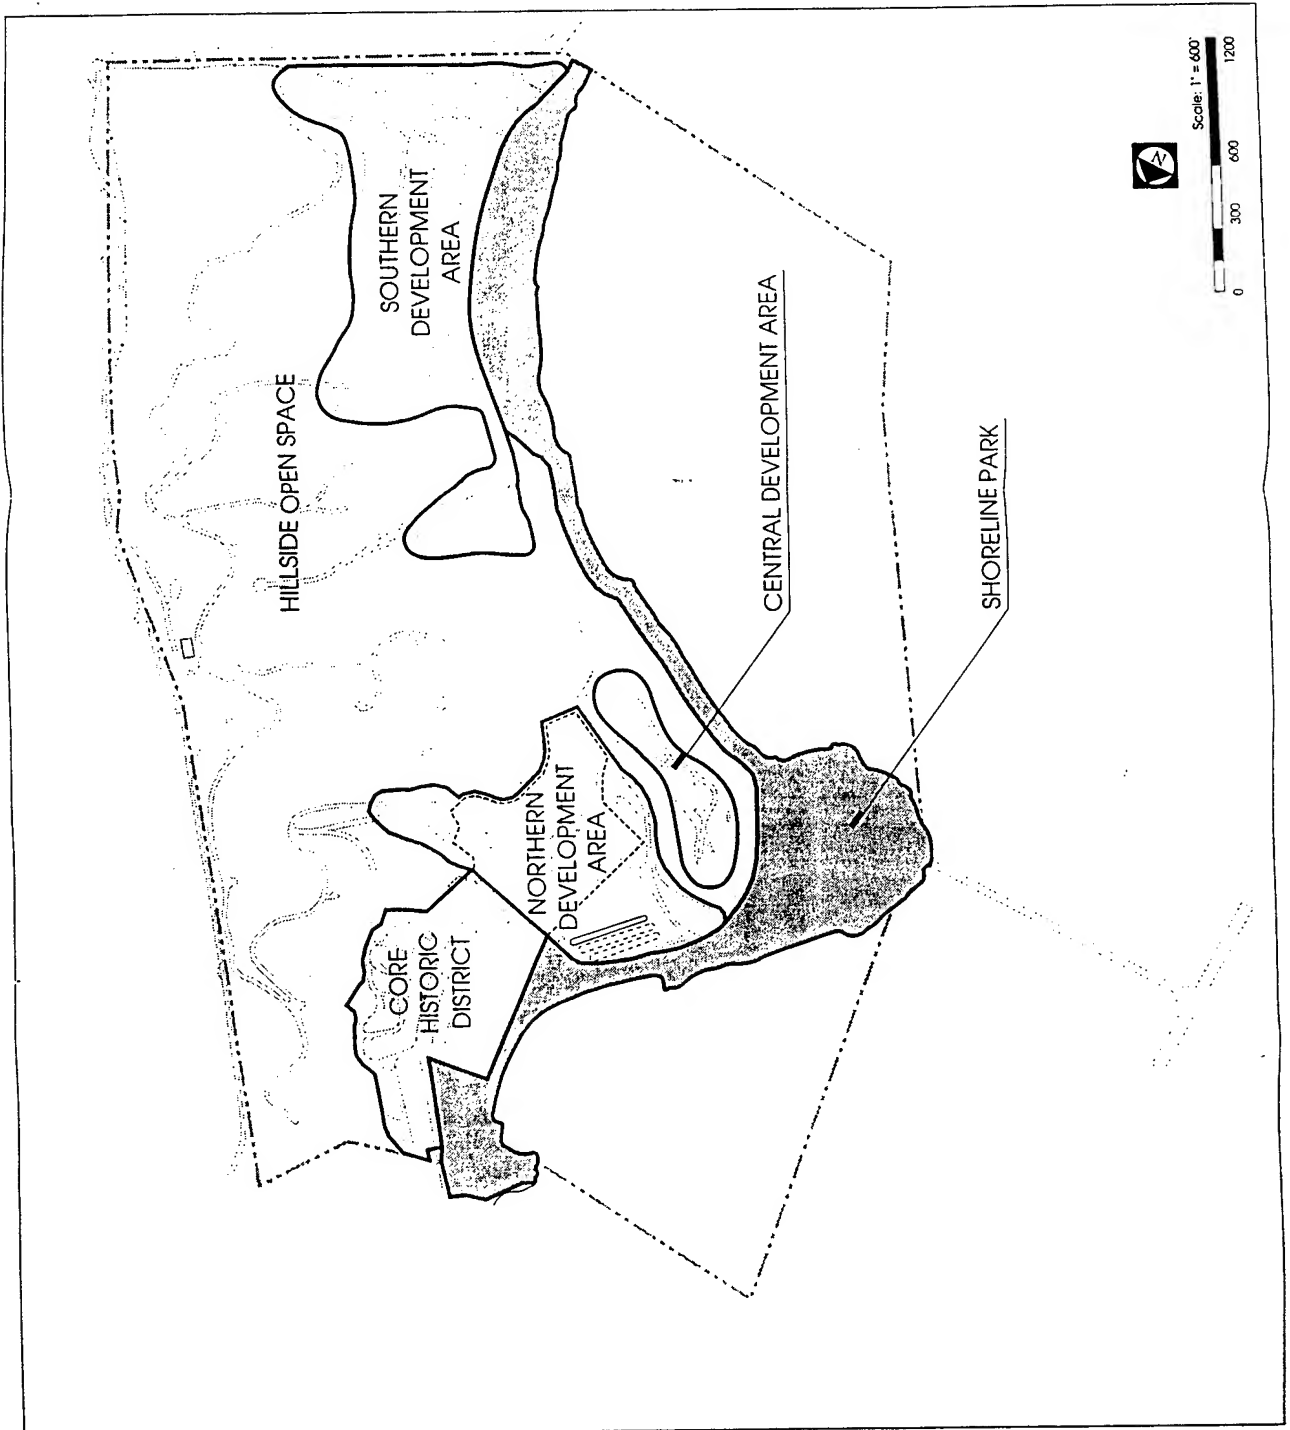 HILLSIDE OPEN SPACE
SOUTHERN
DEVELOPMENT
AREA
CORE
HISTORIC
DISTRICT
NORTHERN
DEVELOPMENT
AREA
CENTRAL DEVELOPMENT AREA
SHORELINE PARK
N
Scale: 1" = 600'
0 300 600 1200